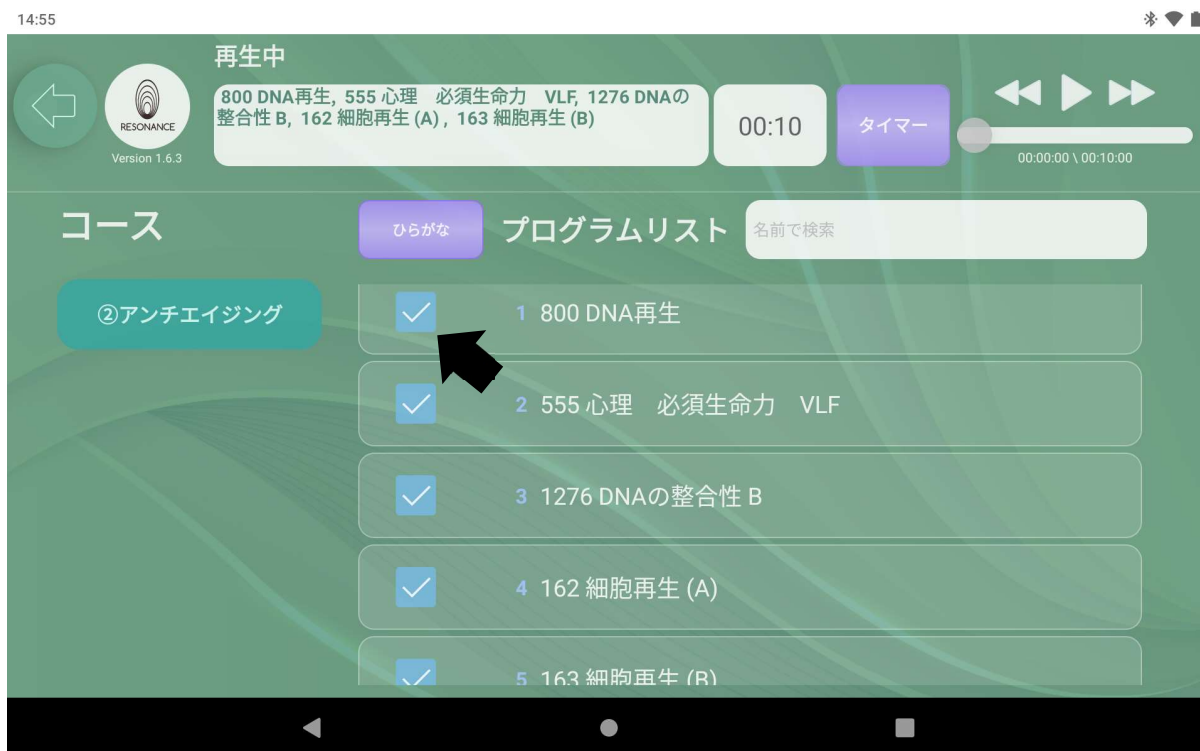 14:55
再生中
800 DNA再生, 555 心理　必須生命力　VLF, 1276 DNAの
整合性 B, 162 細胞再生 (A) , 163 細胞再生 (B)
00:10
タイマー
RESONANCE
Version 1.6.3
00:00:00 \ 00:10:00
コース
ひらがな
プログラムリスト
名前で検索
②アンチエイジング
1 800 DNA再生
2 555 心理　必須生命力　VLF
3 1276 DNAの整合性 B
4 162 細胞再生 (A)
5 163 細胞再生 (B)